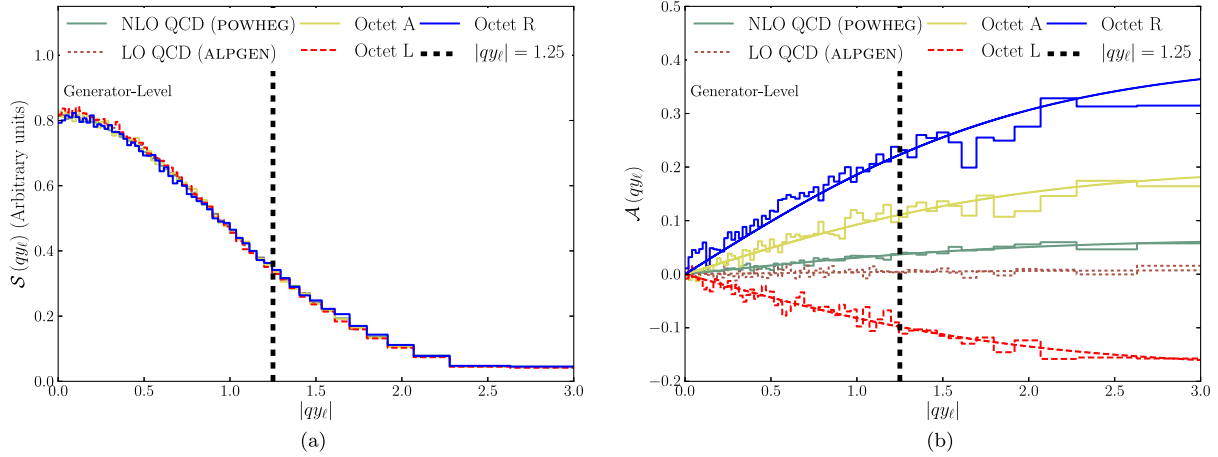 NLO QCD (POWHEG) Octet A Octet R
LO QCD (ALPGEN) Octet L |qyℓ| = 1.25
Generator-Level
S (qyℓ) (Arbitrary units)
1.0
0.8
0.6
0.4
0.2
0.0
0.0 0.5 1.0 1.5 2.0 2.5 3.0
|qyℓ|
(a)
NLO QCD (POWHEG) Octet A Octet R
LO QCD (ALPGEN) Octet L |qyℓ| = 1.25
Generator-Level
A (qyℓ)
0.5
0.4
0.3
0.2
0.1
0.0
−0.1
−0.2
0.0 0.5 1.0 1.5 2.0 2.5 3.0
|qyℓ|
(b)